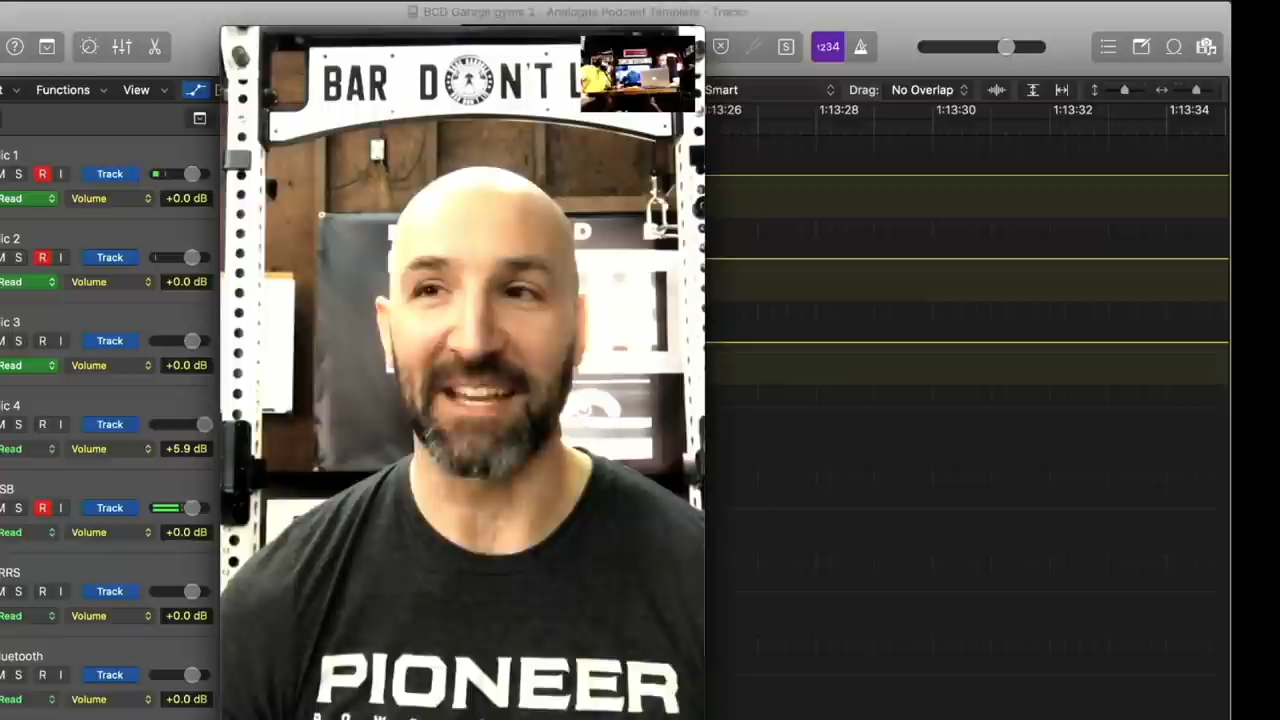 BCD Garage gyms 2 - Analogue Podcast Template - Tracks
1234
Functions
View
Smart
Drag:
No Overlap
1:13:26
1:13:28
1:13:30
1:13:32
1:13:34
BAR DON'T L
ic 1
M S R I Track
Read Volume +0.0 dB
ic 2
M S R I Track
Read Volume +0.0 dB
ic 3
M S R I Track
Read Volume +0.0 dB
ic 4
M S R I Track
Read Volume +5.9 dB
SB
M S R I Track
Read Volume +0.0 dB
RRS
M S R I Track
Read Volume +0.0 dB
uetooth
M S R I Track
Read Volume +0.0 dB
PIONEER